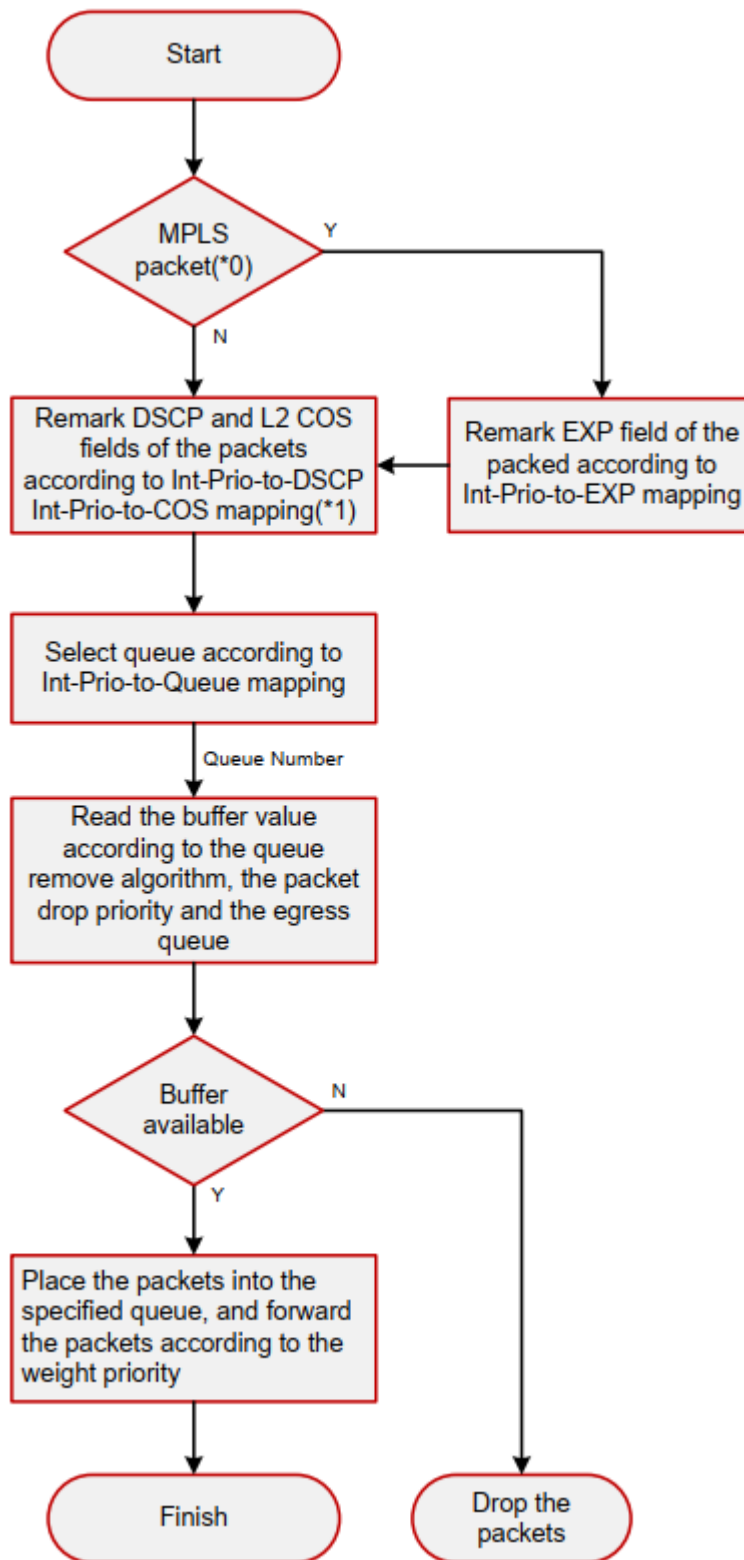 Start
MPLS
packet(*0)
Y
N
Remark DSCP and L2 COS
fields of the packets
according to Int-Prio-to-DSCP
Int-Prio-to-COS mapping(*1)
Remark EXP field of the
packed according to
Int-Prio-to-EXP mapping
Select queue according to
Int-Prio-to-Queue mapping
Queue Number
Read the buffer value
according to the queue
remove algorithm, the packet
drop priority and the egress
queue
Buffer
available
N
Y
Place the packets into the
specified queue, and forward
the packets according to the
weight priority
Finish
Drop the
packets